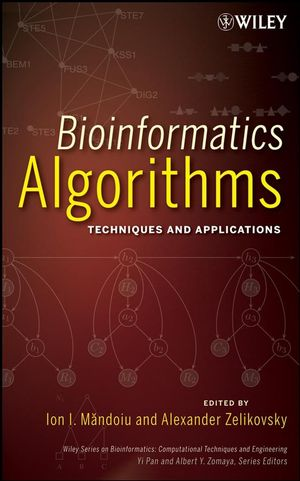 WILEY
STE7
STE5
FUS3
KSS1
BEM1
DIG2
STE2
STE3
Bioinformatics
Algorithms
TECHNIQUES AND APPLICATIONS
EDITED BY
Ion I. Măndoiu and Alexander Zelikovsky
Wiley Series on Bioinformatics: Computational Techniques and Engineering
Yi Pan and Albert Y. Zomaya, Series Editors
A B C